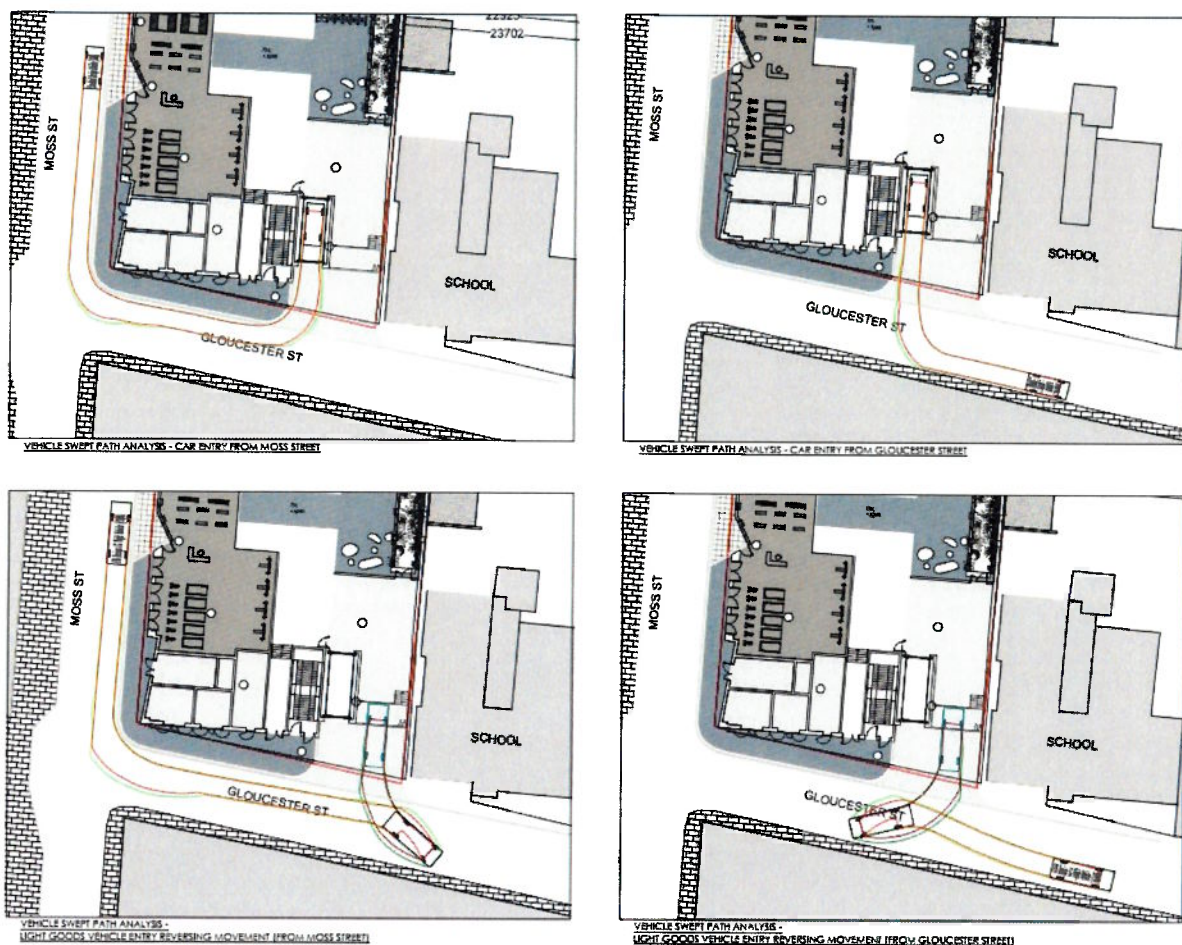 22323
23702
MOSS ST
SCHOOL
GLOUCESTER ST
VEHICLE SWEPT PATH ANALYSIS - CAR ENTRY FROM MOSS STREET
MOSS ST
SCHOOL
GLOUCESTER ST
VEHICLE SWEPT PATH ANALYSIS - CAR ENTRY FROM GLOUCESTER STREET
MOSS ST
SCHOOL
GLOUCESTER ST
VEHICLE SWEPT PATH ANALYSIS -
LIGHT GOODS VEHICLE ENTRY REVERSING MOVEMENT (FROM MOSS STREET)
MOSS ST
SCHOOL
GLOUCESTER ST
VEHICLE SWEPT PATH ANALYSIS -
LIGHT GOODS VEHICLE ENTRY REVERSING MOVEMENT (FROM GLOUCESTER STREET)